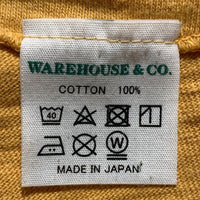 WAREHOUSE & CO.
COTTON 100%
40
W
MADE IN JAPAN